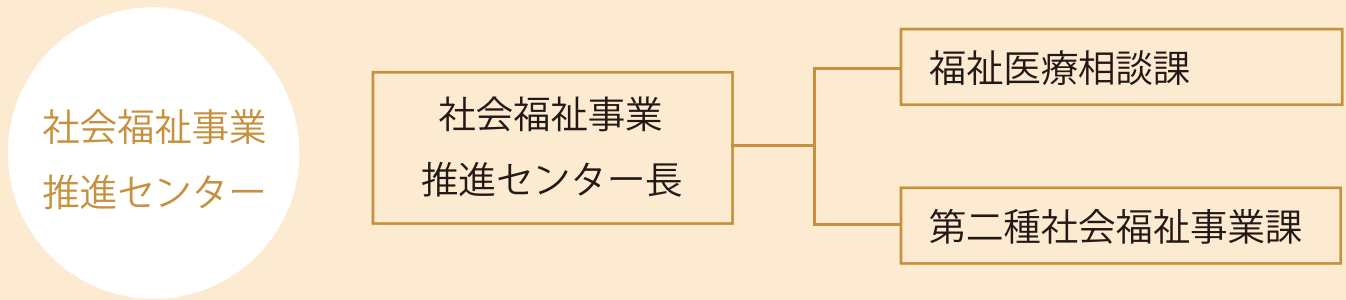 社会福祉事業
推進センター
社会福祉事業
推進センター長
福祉医療相談課
第二種社会福祉事業課